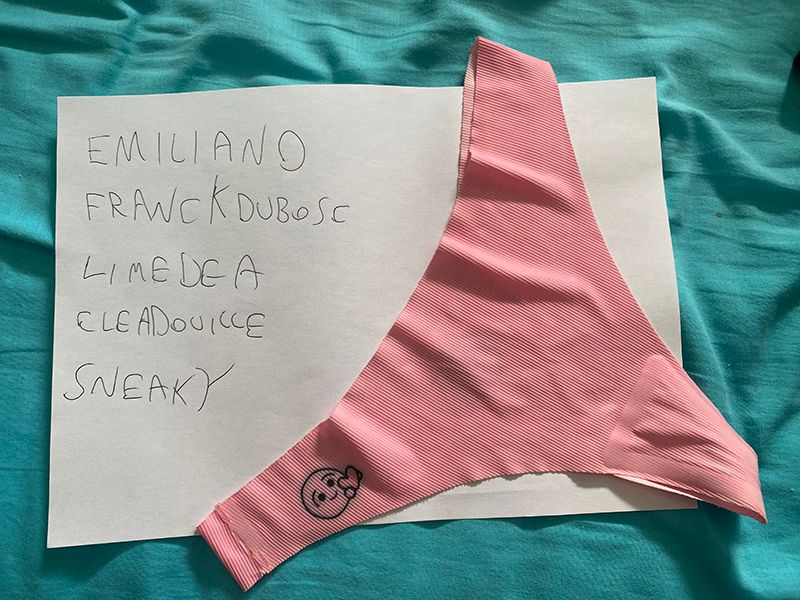 EMILIANO
FRANCKDUBOSC
LIMEDEA
CLEADOUILLE
SNEAKY